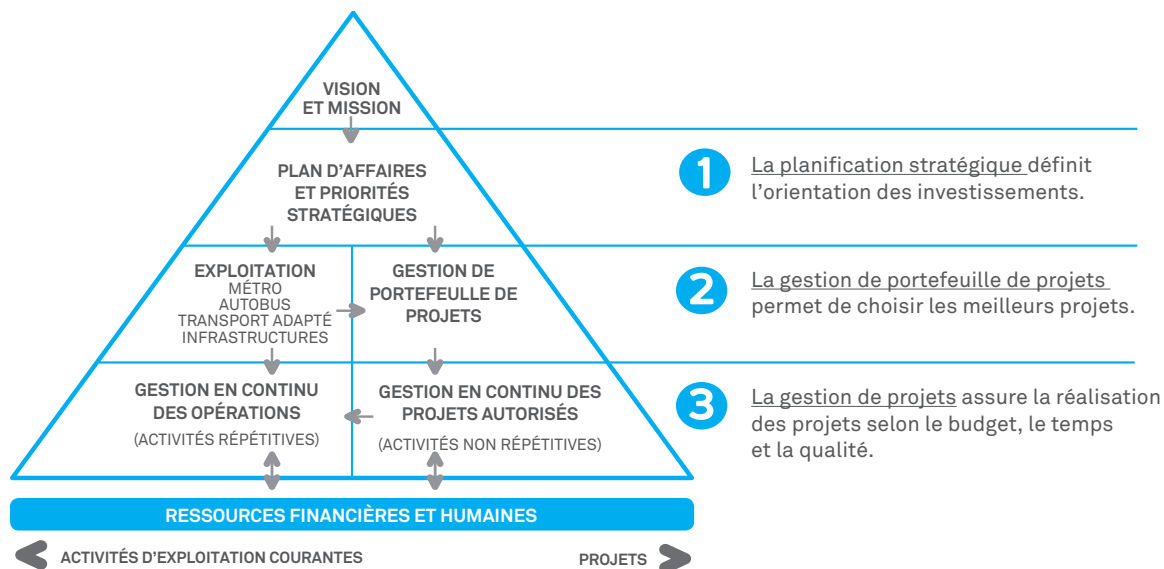 VISION
ET MISSION
PLAN D'AFFAIRES
ET PRIORITÉS
STRATÉGIQUES
1
La planification stratégique définit
l'orientation des investissements.
EXPLOITATION
MÉTRO
AUTOBUS
TRANSPORT ADAPTÉ
INFRASTRUCTURES
GESTION DE
PORTEFEUILLE DE
PROJETS
2
La gestion de portefeuille de projets
permet de choisir les meilleurs projets.
GESTION EN CONTINU
DES OPÉRATIONS
(ACTIVITÉS RÉPÉTITIVES)
GESTION EN CONTINU DES
PROJETS AUTORISÉS
(ACTIVITÉS NON RÉPÉTITIVES)
3
La gestion de projets assure la réalisation
des projets selon le budget, le temps
et la qualité.
RESSOURCES FINANCIÈRES ET HUMAINES
ACTIVITÉS D'EXPLOITATION COURANTES
PROJETS